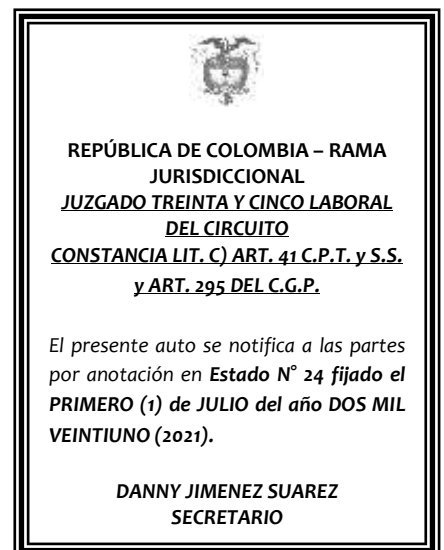 REPÚBLICA DE COLOMBIA – RAMA
JURISDICCIONAL
JUZGADO TREINTA Y CINCO LABORAL
DEL CIRCUITO
CONSTANCIA LIT. C) ART. 41 C.P.T. y S.S.
y ART. 295 DEL C.G.P.
El presente auto se notifica a las partes
por anotación en Estado N° 24 fijado el
PRIMERO (1) de JULIO del año DOS MIL
VEINTIUNO (2021).
DANNY JIMENEZ SUAREZ
SECRETARIO